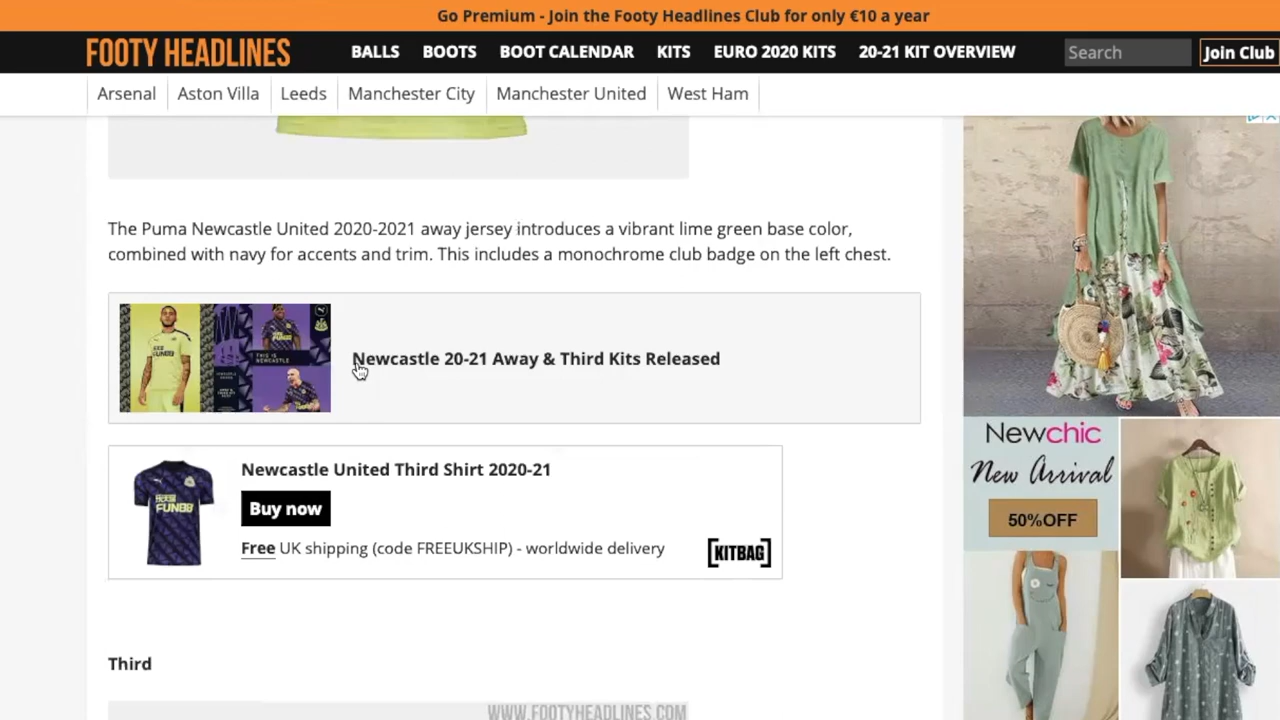 Go Premium - Join the Footy Headlines Club for only €10 a year
FOOTY HEADLINES
BALLS
BOOTS
BOOT CALENDAR
KITS
EURO 2020 KITS
20-21 KIT OVERVIEW
Search
Join Club
Arsenal
Aston Villa
Leeds
Manchester City
Manchester United
West Ham
The Puma Newcastle United 2020-2021 away jersey introduces a vibrant lime green base color,
combined with navy for accents and trim. This includes a monochrome club badge on the left chest.
THIS IS
NEWCASTLE
Newcastle 20-21 Away & Third Kits Released
FUN88
Newcastle United Third Shirt 2020-21
Buy now
Free UK shipping (code FREEUKSHIP) - worldwide delivery
[KITBAG]
Third
WWW.FOOTYHEADLINES.COM
Newchic
New Arrival
50%OFF